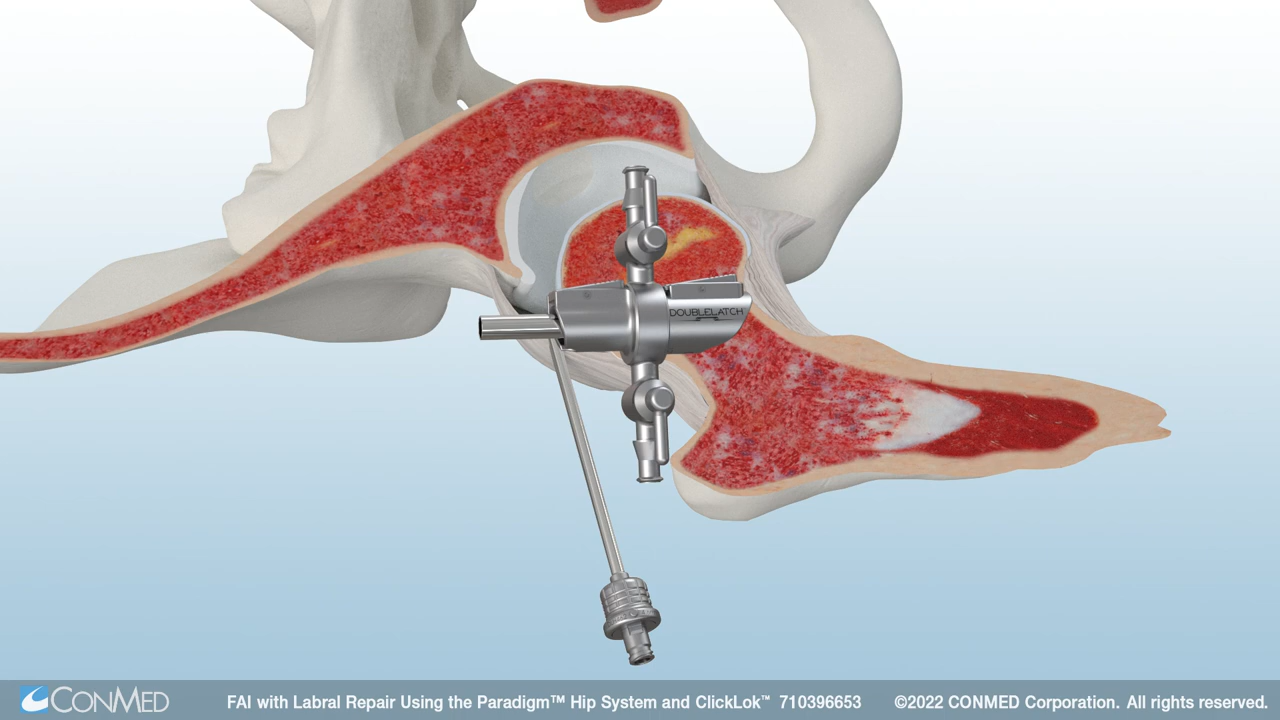 DOUBLELATCH
CONMED
FAI with Labral Repair Using the Paradigm™ Hip System and ClickLok™ 710396653 ©2022 CONMED Corporation. All rights reserved.